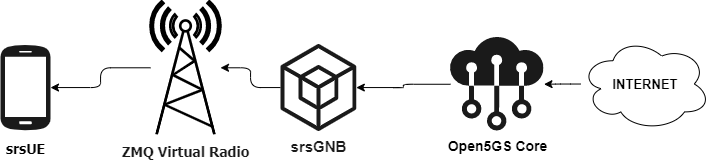 srsUE
ZMQ Virtual Radio
srsGNB
Open5GS Core
INTERNET